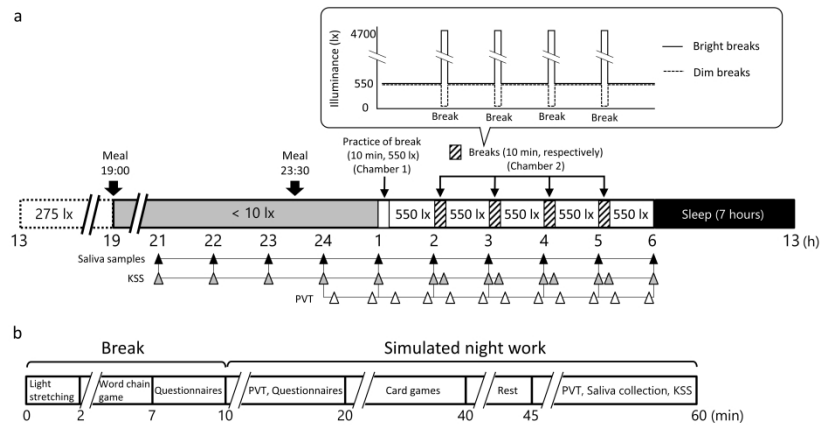 a
4700
550
0
Illuminance (lx)
Break
Break
Break
Break
Bright breaks
Dim breaks
Meal
19:00
Meal
23:30
Practice of break
(10 min, 550 lx)
(Chamber 1)
Breaks (10 min, respectively)
(Chamber 2)
275 lx
< 10 lx
550 lx
550 lx
550 lx
550 lx
550 lx
Sleep (7 hours)
13
19
21
22
23
24
1
2
3
4
5
6
13 (h)
Saliva samples
KSS
PVT
b
Break
Simulated night work
Light
stretching
Word chain
game
Questionnaires
PVT, Questionnaires
Card games
Rest
PVT, Saliva collection, KSS
0
2
7
10
20
40
45
60 (min)